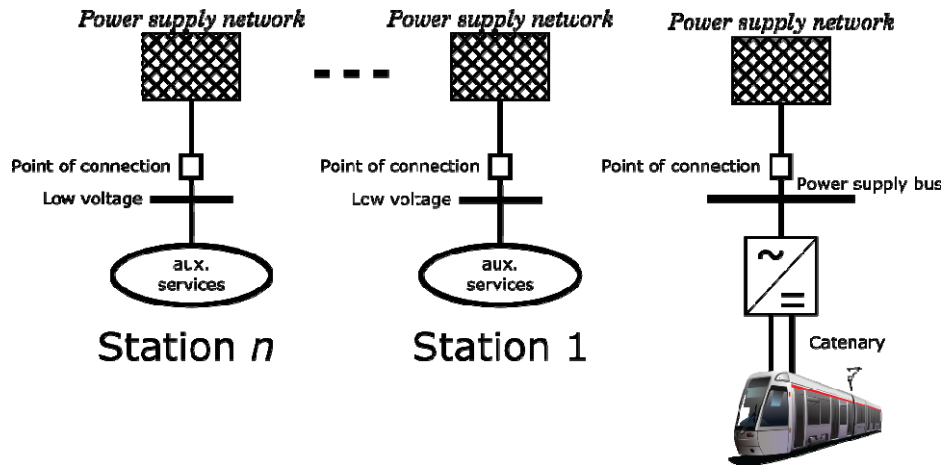 Power supply network
Power supply network
Power supply network
Point of connection
Point of connection
Point of connection
Low voltage
Low voltage
Power supply bus
aux.
services
aux.
services
~
=
Station n
Station 1
Catenary